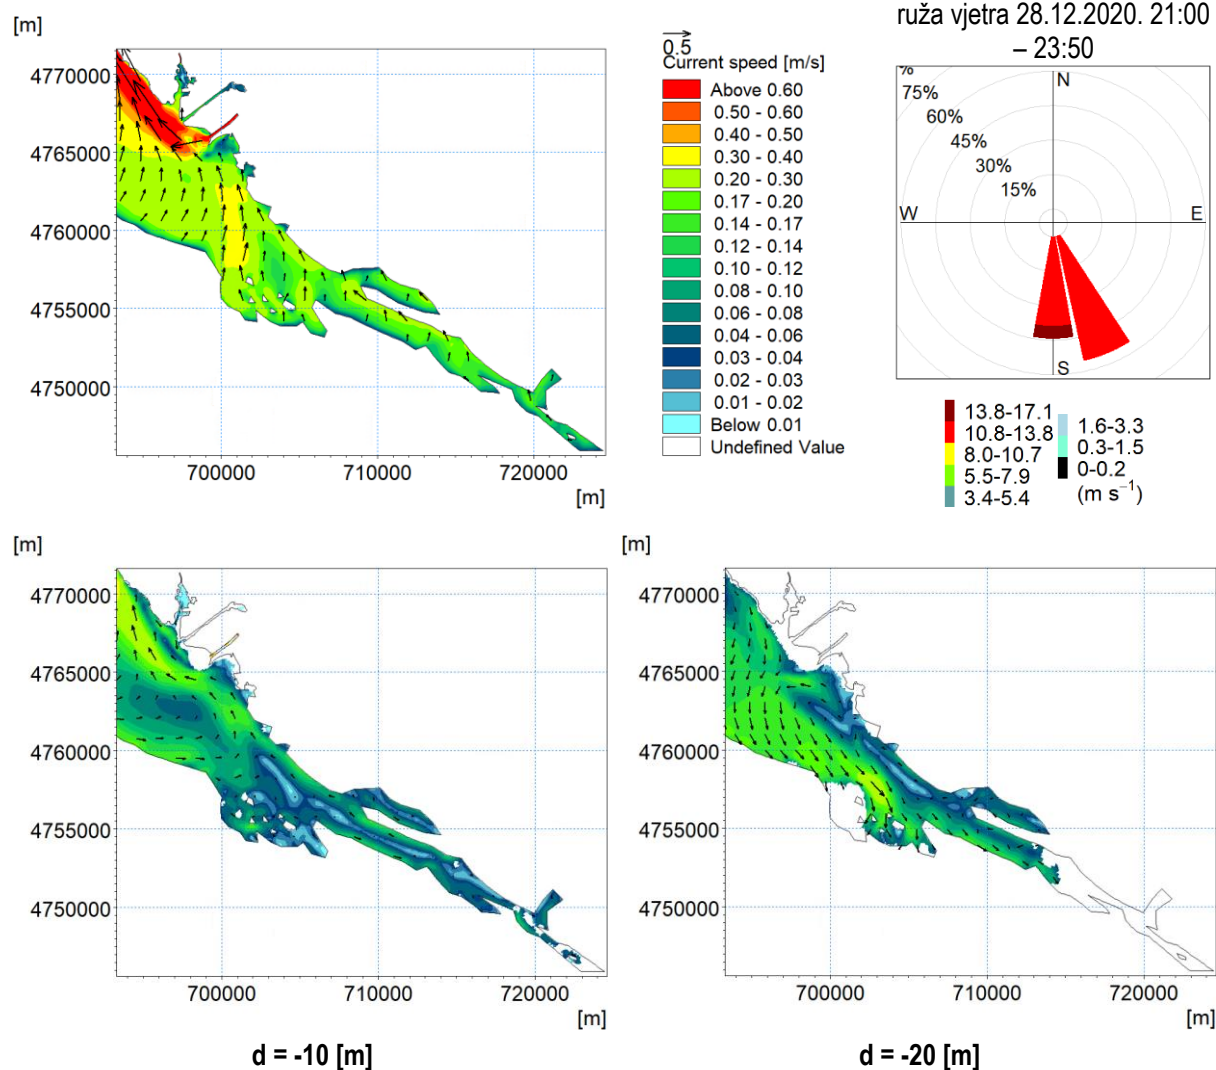 ruža vjetra 28.12.2020. 21:00
– 23:50
[m]
4770000
4765000
4760000
4755000
4750000
700000
710000
720000
[m]
0.5
Current speed [m/s]
Above 0.60
0.50 - 0.60
0.40 - 0.50
0.30 - 0.40
0.20 - 0.30
0.17 - 0.20
0.14 - 0.17
0.12 - 0.14
0.10 - 0.12
0.08 - 0.10
0.06 - 0.08
0.04 - 0.06
0.03 - 0.04
0.02 - 0.03
0.01 - 0.02
Below 0.01
Undefined Value
%
75%
60%
45%
30%
15%
N
W
E
S
13.8-17.1
10.8-13.8
8.0-10.7
5.5-7.9
3.4-5.4
1.6-3.3
0.3-1.5
0-0.2
(m s⁻¹)
[m]
4770000
4765000
4760000
4755000
4750000
700000
710000
720000
[m]
d = -10 [m]
[m]
4770000
4765000
4760000
4755000
4750000
700000
710000
720000
[m]
d = -20 [m]